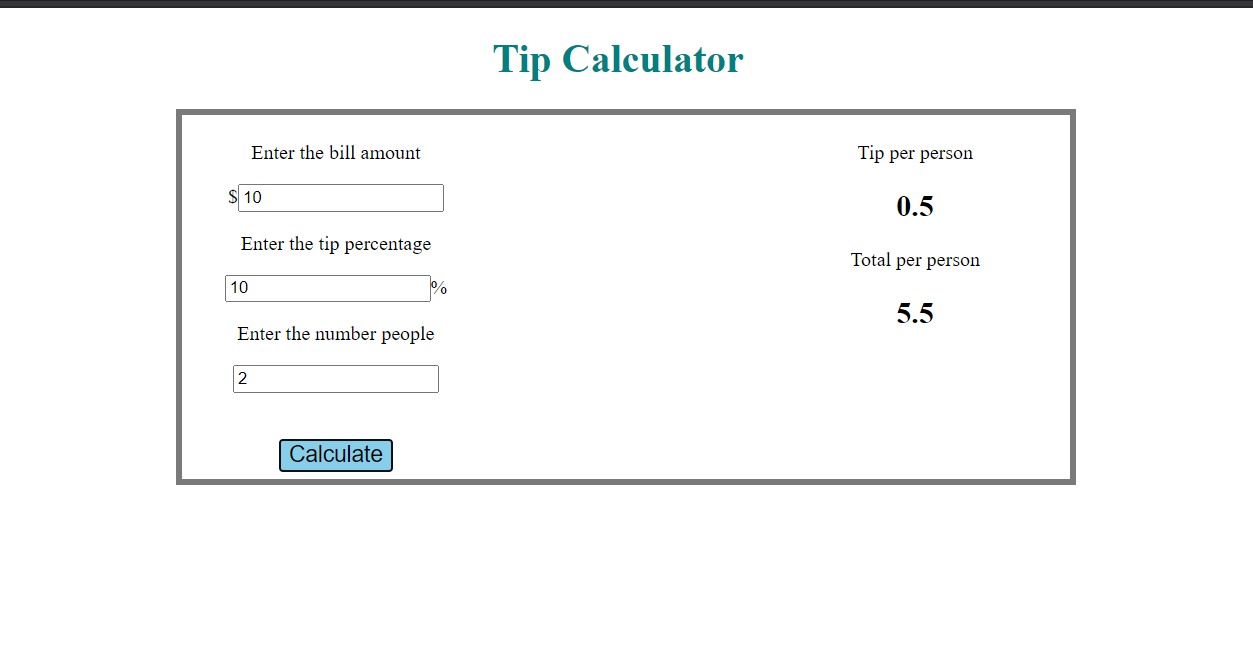 Tip Calculator
Enter the bill amount
$10
Enter the tip percentage
10%
Enter the number people
2
Calculate
Tip per person
0.5
Total per person
5.5